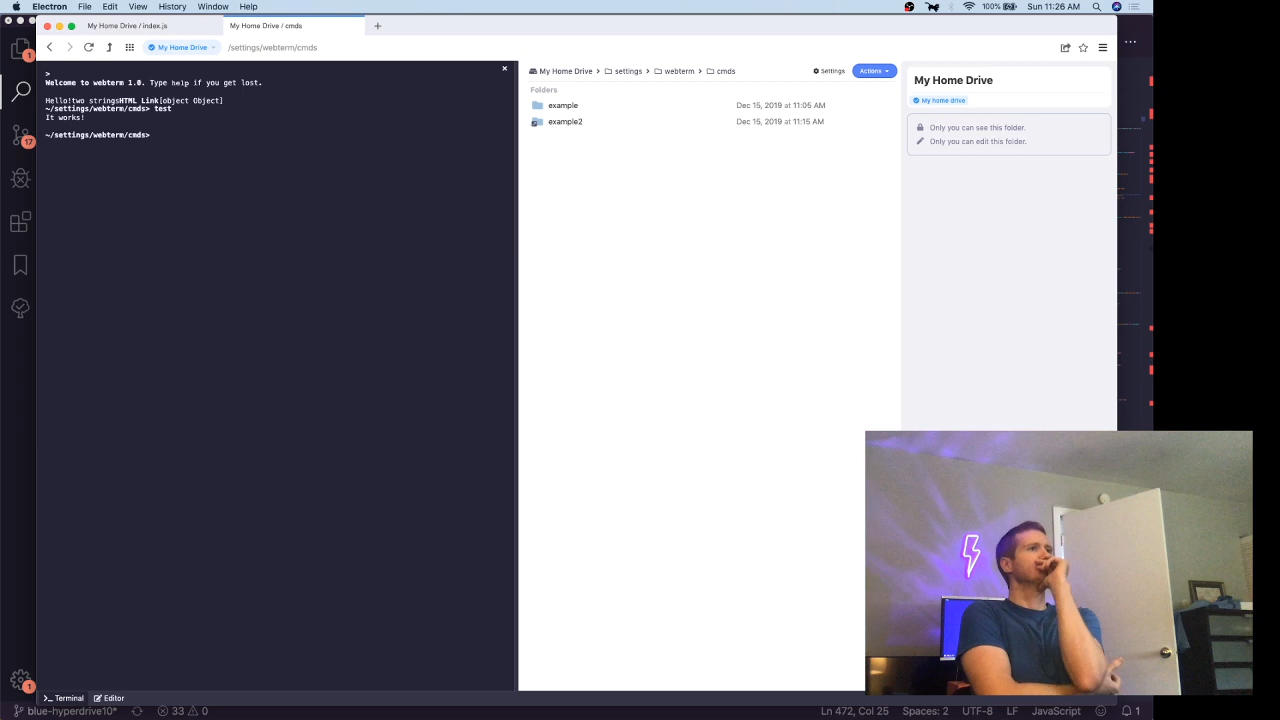 Electron File Edit View History Window Help 100% Sun 11:26 AM
My Home Drive / index.js My Home Drive / cmds
My Home Drive /settings/webterm/cmds
>
Welcome to webterm 1.0. Type help if you get lost.
Hello!two stringsHTML Link[object Object]
~/settings/webterm/cmds> test
It works!
~/settings/webterm/cmds>
My Home Drive > settings > webterm > cmds Settings Actions
Folders
example Dec 15, 2019 at 11:05 AM
example2 Dec 15, 2019 at 11:15 AM
My Home Drive
My home drive
Only you can see this folder.
Only you can edit this folder.
1
17
1
>_ Terminal Editor
blue-hyperdrive10* 33 0 Ln 472, Col 25 Spaces: 2 UTF-8 LF JavaScript 1